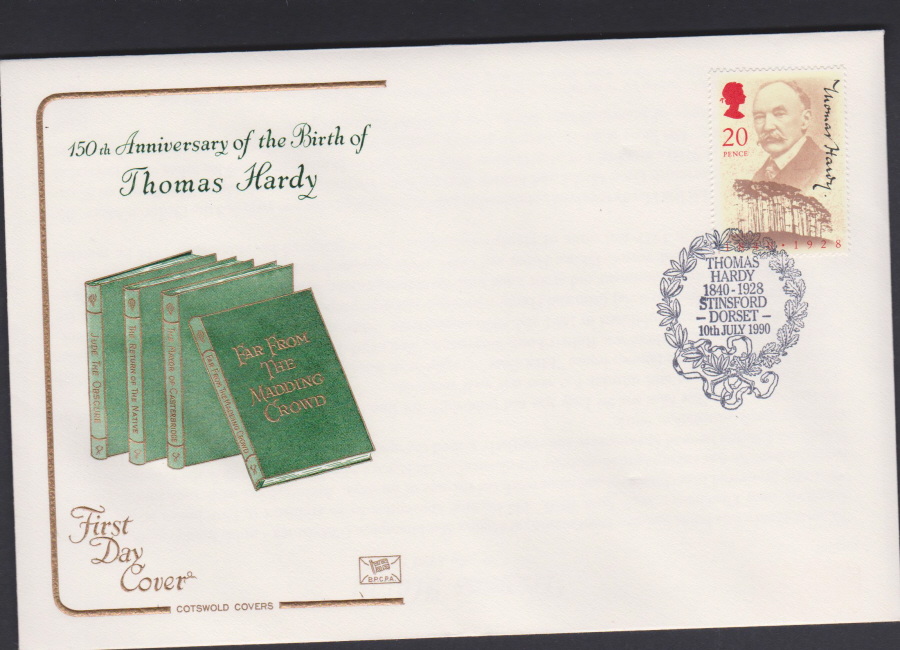 150th Anniversary of the Birth of
Thomas Hardy
JUDE THE OBSCURE
THE RETURN OF THE NATIVE
THE MAYOR OF CASTERBRIDGE
FAR FROM THE MADDING CROWD
FAR FROM
THE
MADDING
CROWD
First
Day
Cover
COTSWOLD COVERS
B.P.C.P.A.
20
PENCE
Thomas Hardy.
1928
THOMAS
HARDY
1840-1928
STINSFORD
- DORSET -
10th JULY 1990